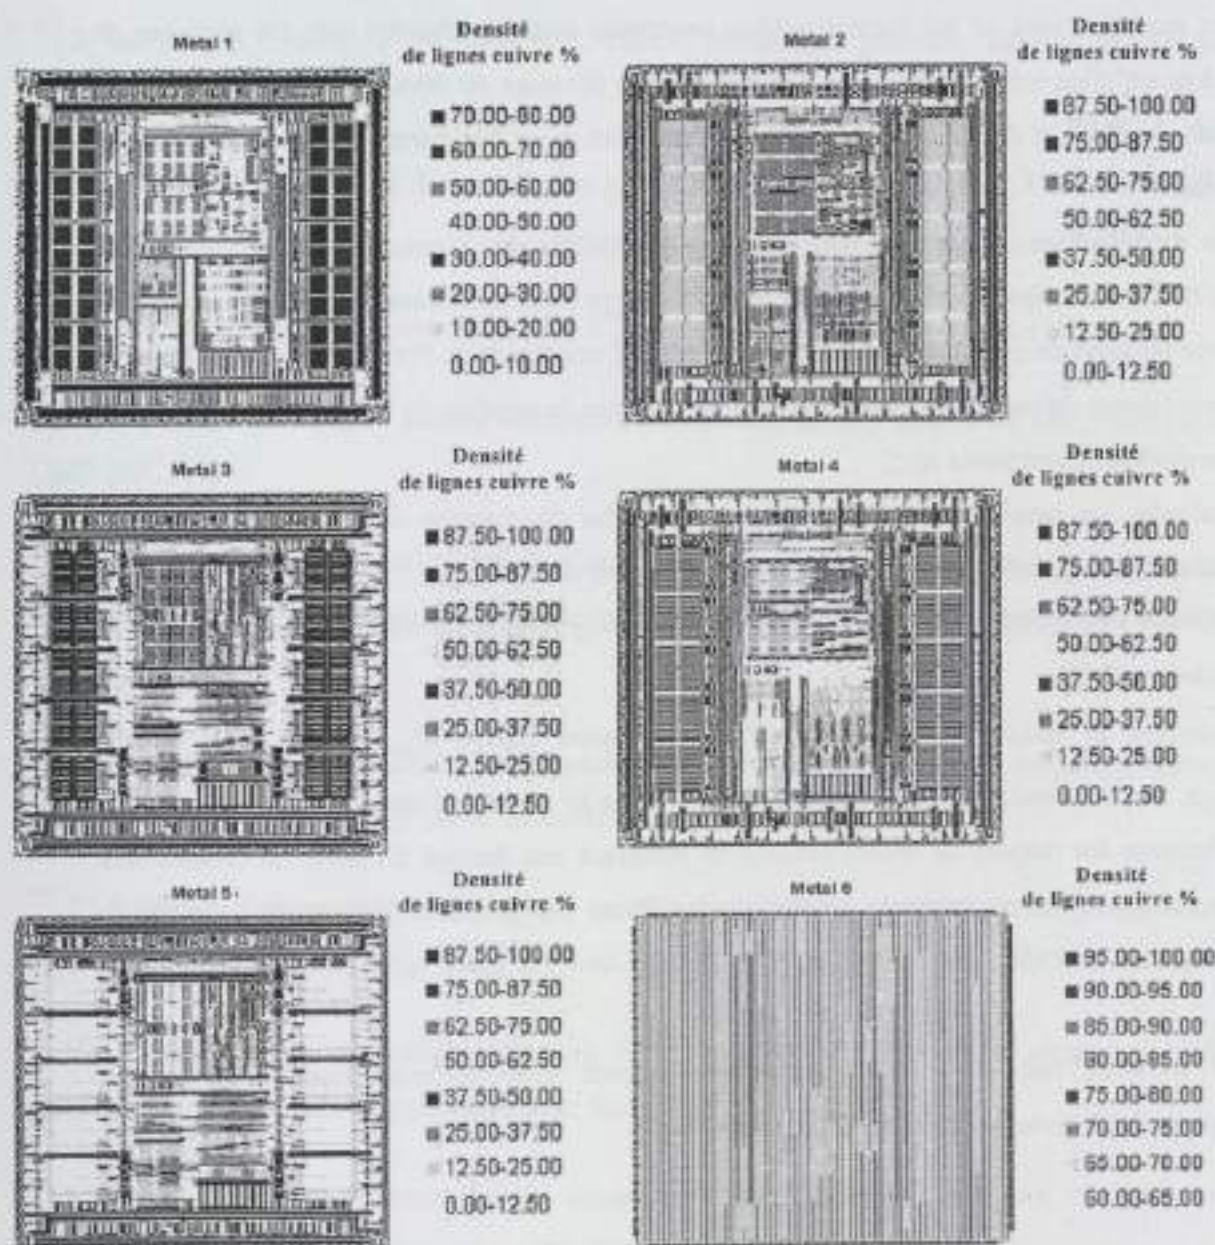 Metal 1
Densité
de lignes cuivre %
70.00-80.00
60.00-70.00
50.00-60.00
40.00-50.00
30.00-40.00
20.00-30.00
10.00-20.00
0.00-10.00
Metal 2
Densité
de lignes cuivre %
87.50-100.00
75.00-87.50
62.50-75.00
50.00-62.50
37.50-50.00
25.00-37.50
12.50-25.00
0.00-12.50
Metal 3
Densité
de lignes cuivre %
87.50-100.00
75.00-87.50
62.50-75.00
50.00-62.50
37.50-50.00
25.00-37.50
12.50-25.00
0.00-12.50
Metal 4
Densité
de lignes cuivre %
87.50-100.00
75.00-87.50
62.50-75.00
50.00-62.50
37.50-50.00
25.00-37.50
12.50-25.00
0.00-12.50
Metal 5
Densité
de lignes cuivre %
87.50-100.00
75.00-87.50
62.50-75.00
50.00-62.50
37.50-50.00
25.00-37.50
12.50-25.00
0.00-12.50
Metal 6
Densité
de lignes cuivre %
95.00-100.00
90.00-95.00
85.00-90.00
80.00-85.00
75.00-80.00
70.00-75.00
65.00-70.00
60.00-65.00